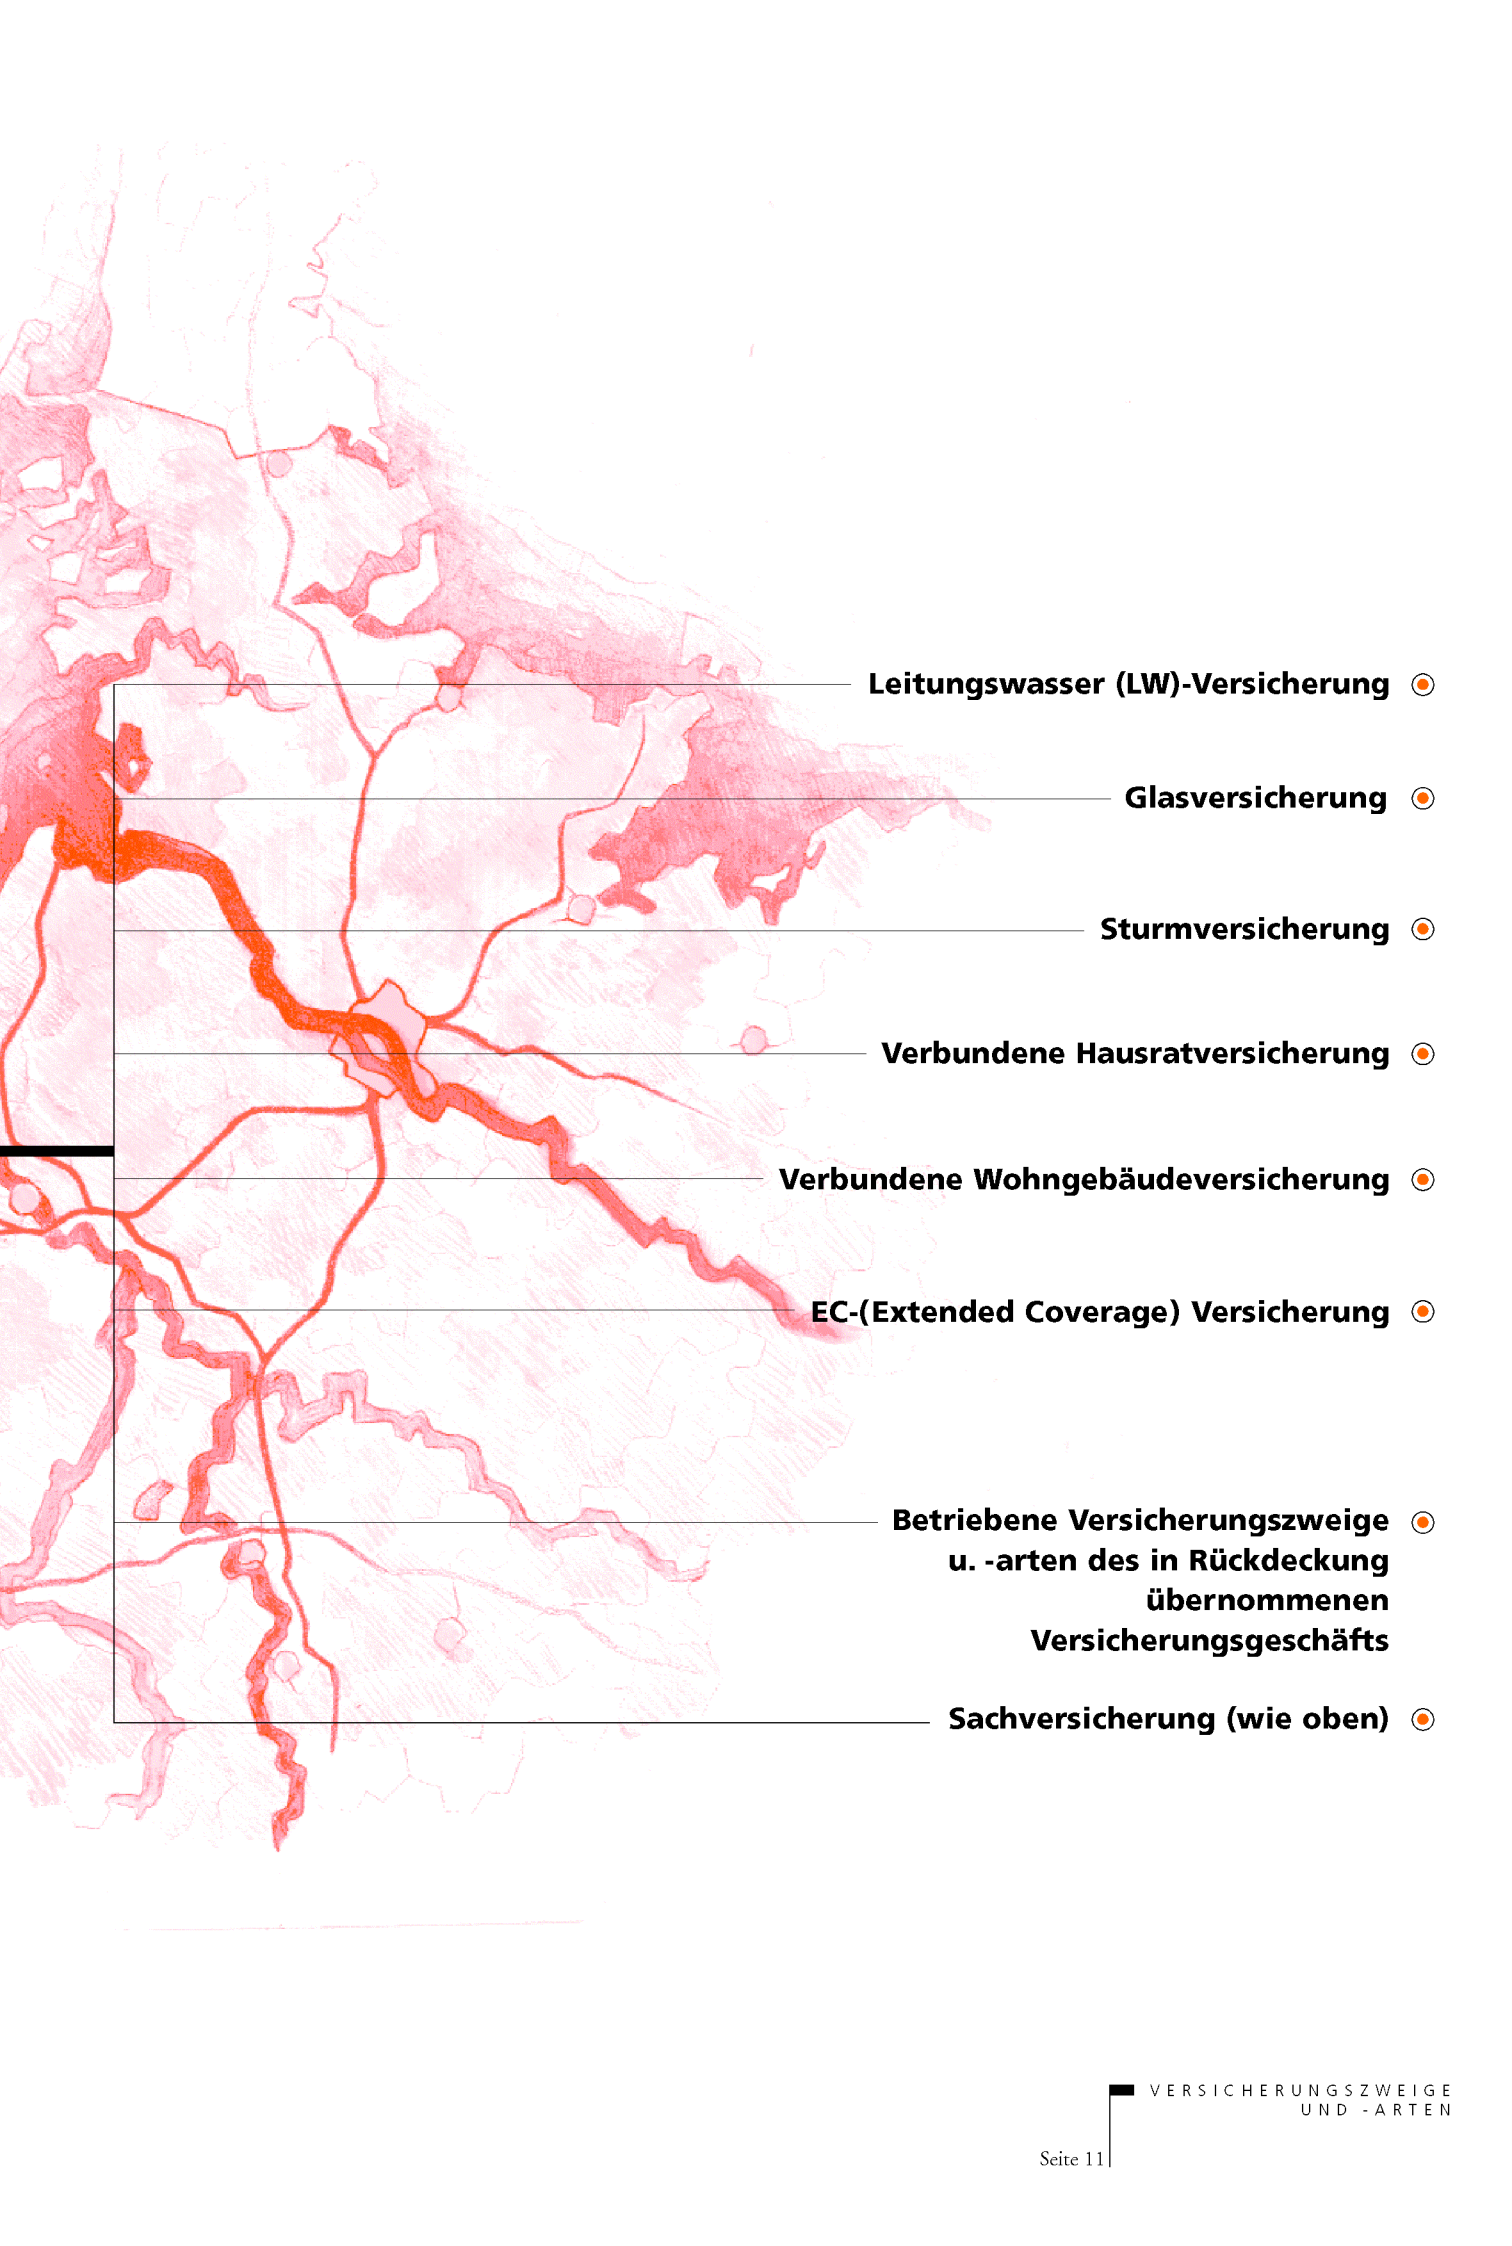 Leitungswasser (LW)-Versicherung
Glasversicherung
Sturmversicherung
Verbundene Hausratversicherung
Verbundene Wohngebäudeversicherung
EC-(Extended Coverage) Versicherung
Betriebene Versicherungszweige
u. -arten des in Rückdeckung
übernommenen
Versicherungsgeschäfts
Sachversicherung (wie oben)
VERSICHERUNGSZWEIGE
UND -ARTEN
Seite 11